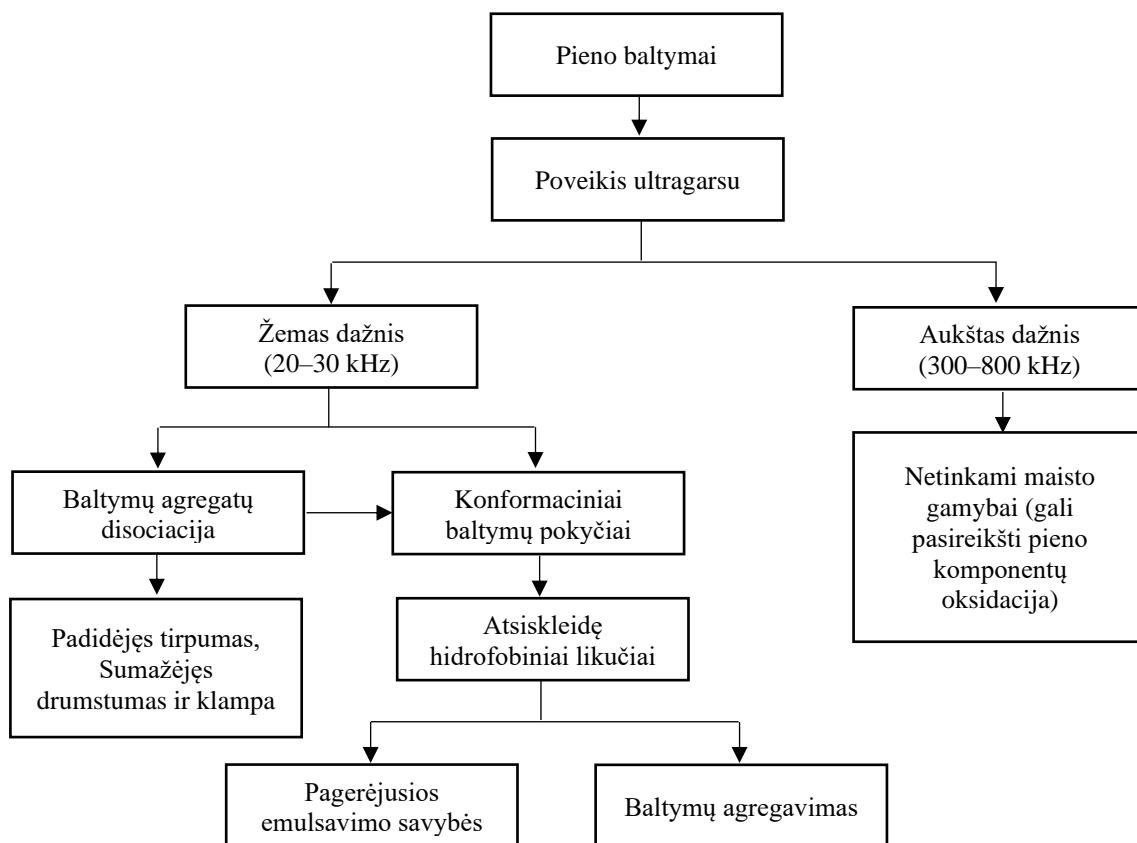 Pieno baltymai
Poveikis ultragarsu
Žemas dažnis
(20–30 kHz)
Aukštas dažnis
(300–800 kHz)
Baltymų agregatų
disociacija
Konformaciniai
baltymų pokyčiai
Netinkami maisto
gamybai (gali
pasireikšti pieno
komponentų
oksidacija)
Padidėjęs tirpumas,
Sumažėjęs
drumstumas ir klampa
Atsiskleidę
hidrofobiniai likučiai
Pagerėjusios
emulsavimo savybės
Baltymų agregavimas